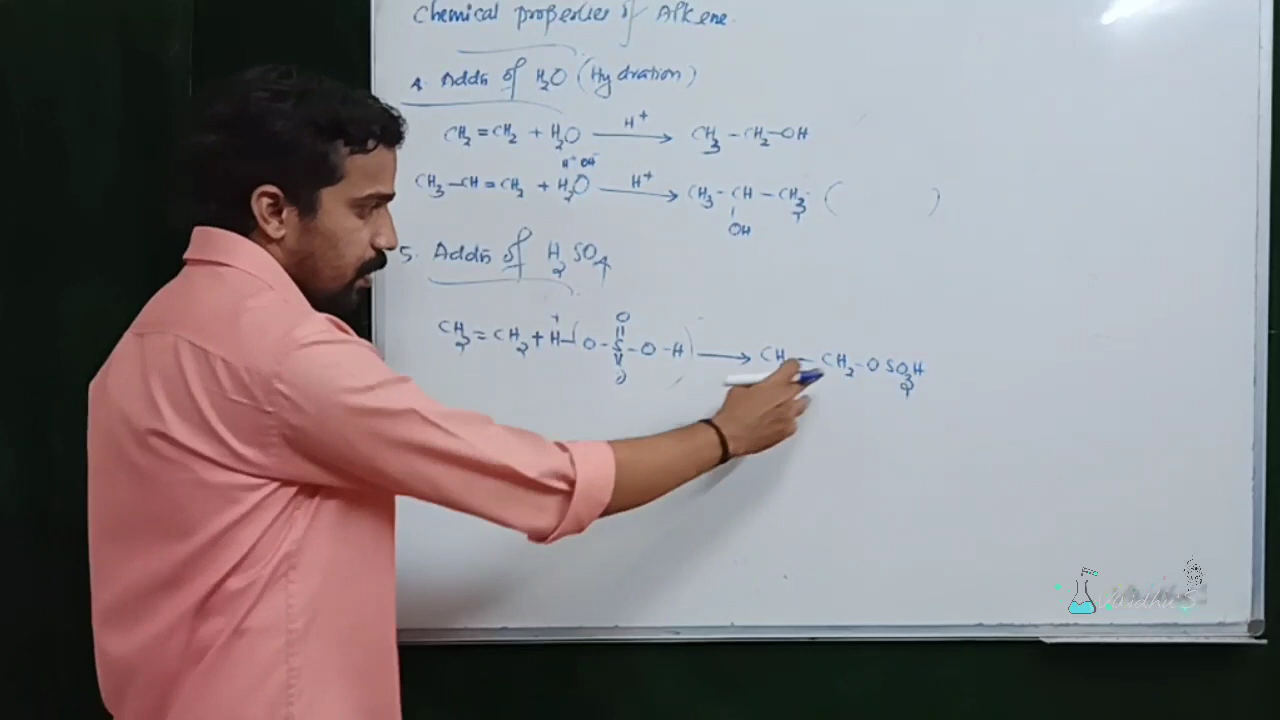 Chemical properties of Alkene.
4. Addn of H2O (Hydration)
CH2 = CH2 + H2O —H+→ CH3 – CH2–OH
H+ OH-
CH3–CH=CH2 + H2O —H+→ CH3 – CH – CH3 (      )
OH
5. Addn of H2SO4
CH2=CH2 + H+–(O–S–O–H) ⟶ CH – CH2–OSO3H
O
O